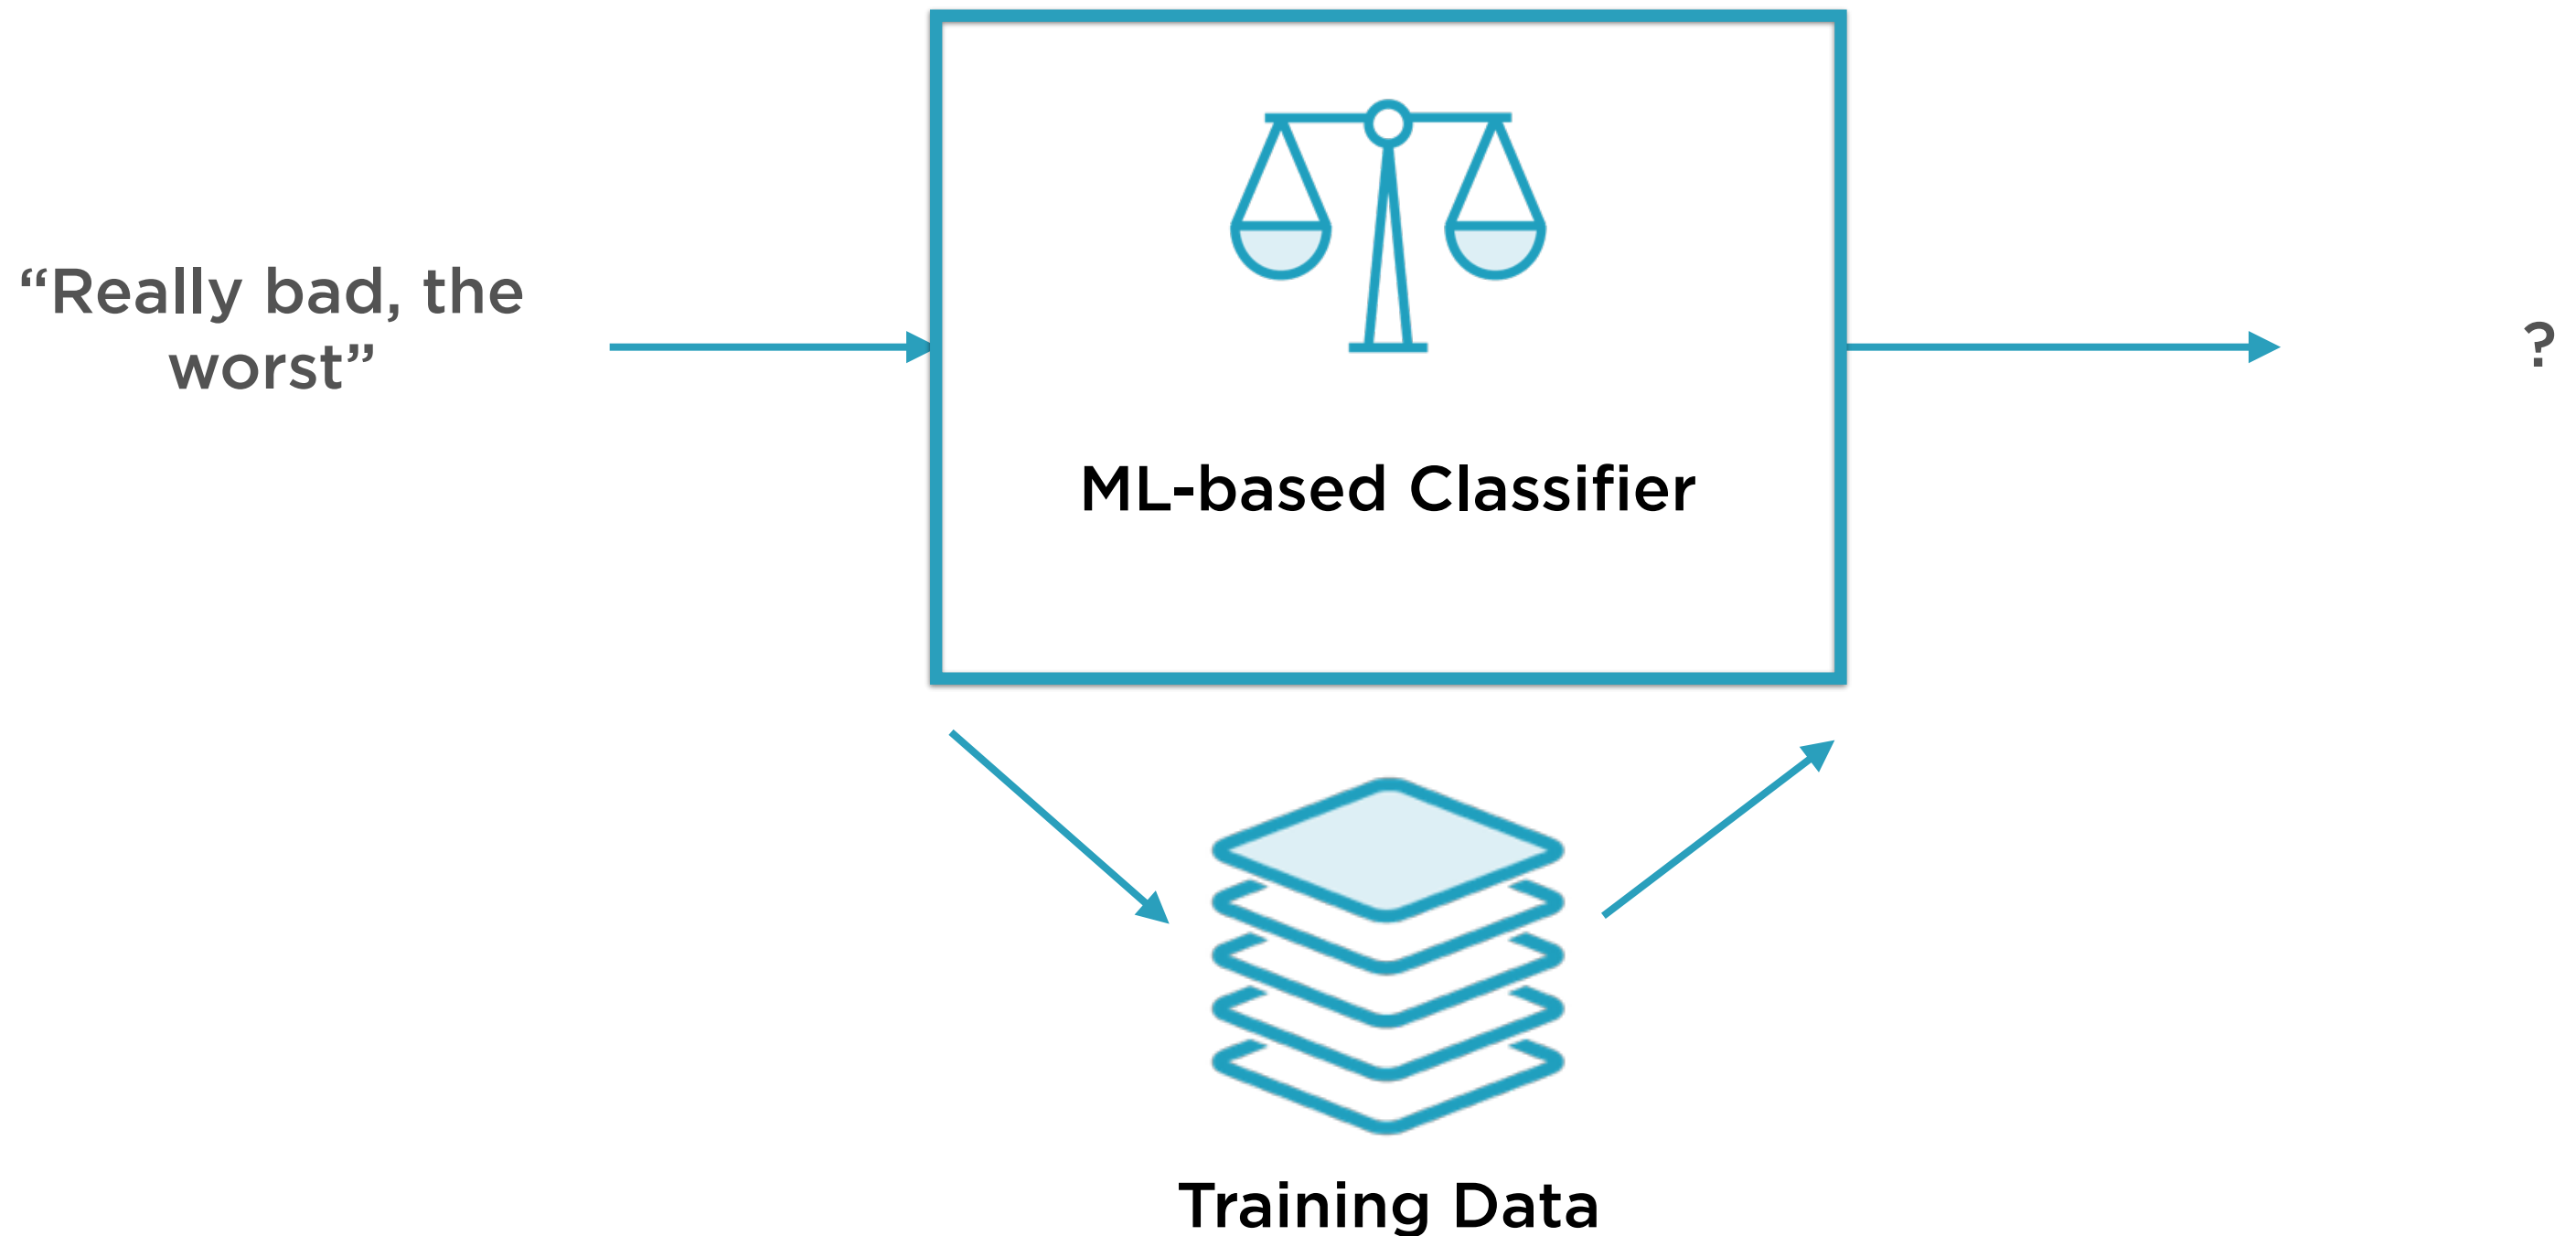 “Really bad, the
worst”
?
ML-based Classifier
Training Data